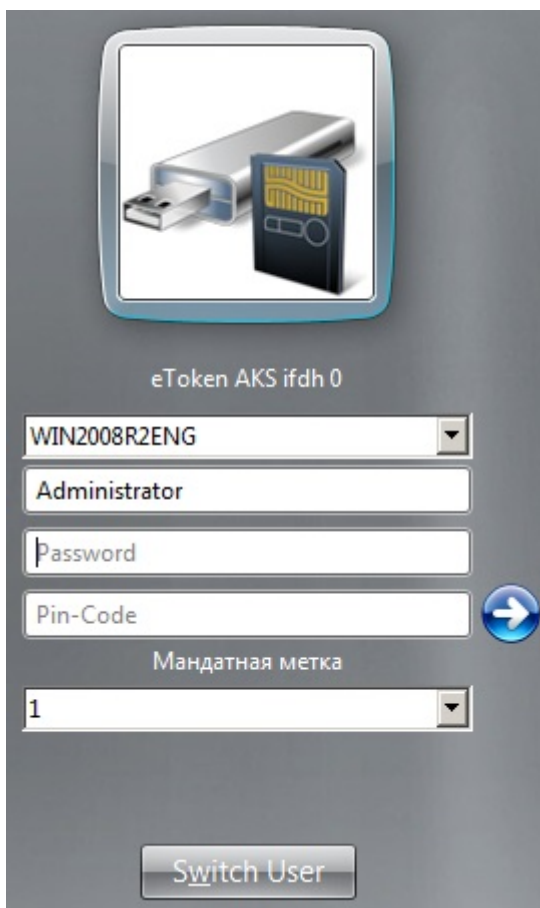 eToken AKS ifdh 0
WIN2008R2ENG
Administrator
Password
Pin-Code
Мандатная метка
1
Switch User